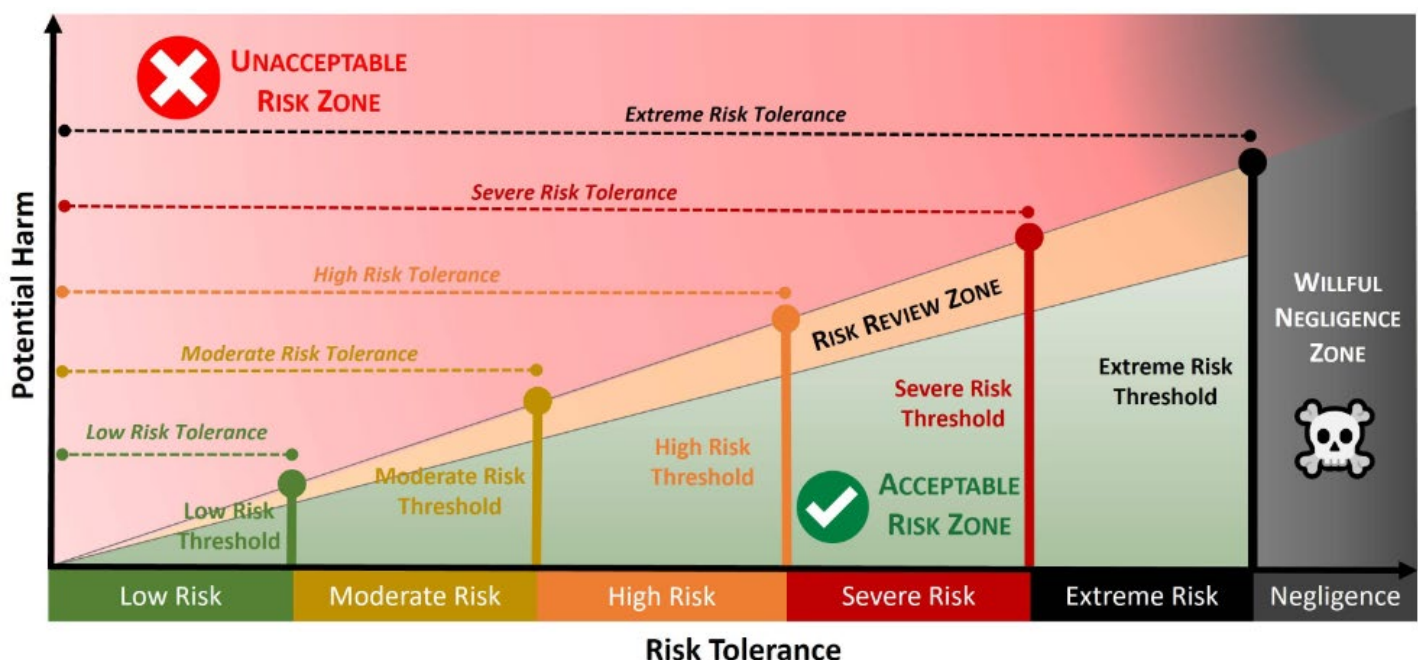 UNACCEPTABLE
RISK ZONE
Extreme Risk Tolerance
Severe Risk Tolerance
High Risk Tolerance
Moderate Risk Tolerance
Low Risk Tolerance
Potential Harm
RISK REVIEW ZONE
WILLFUL
NEGLIGENCE
ZONE
Extreme Risk
Threshold
Severe Risk
Threshold
High Risk
Threshold
Moderate Risk
Threshold
Low Risk
Threshold
ACCEPTABLE
RISK ZONE
Low Risk
Moderate Risk
High Risk
Severe Risk
Extreme Risk
Negligence
Risk Tolerance